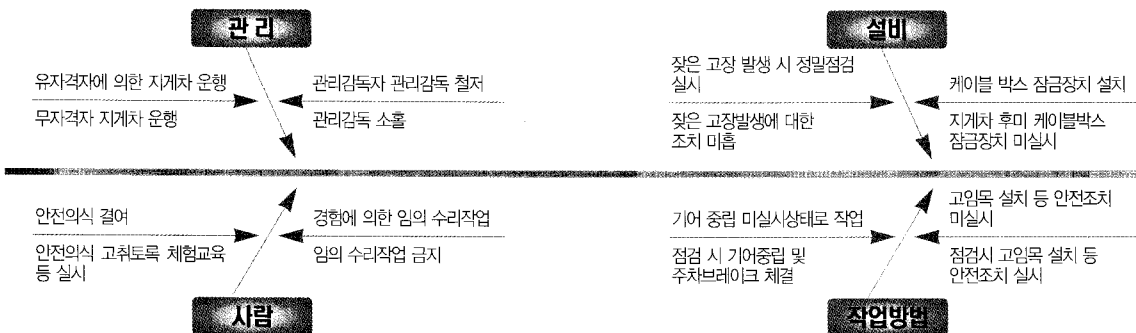 관 리
유자격자에 의한 지게차 운행
무자격자 지게차 운행
관리감독자 관리감독 철저
관리감독 소홀
설비
잦은 고장 발생 시 정밀점검
실시
잦은 고장발생에 대한
조치 미흡
케이블 박스 잠금장치 설치
지게차 후미 케이블박스
잠금장치 미실시
안전의식 결여
안전의식 고취토록 체험교육
등 실시
경험에 의한 임의 수리작업
임의 수리작업 금지
사람
기어 중립 미실시상태로 작업
점검 시 기어중립 및
주차브레이크 체결
고임목 설치 등 안전조치
미실시
점검시 고임목 설치 등
안전조치 실시
작업방법